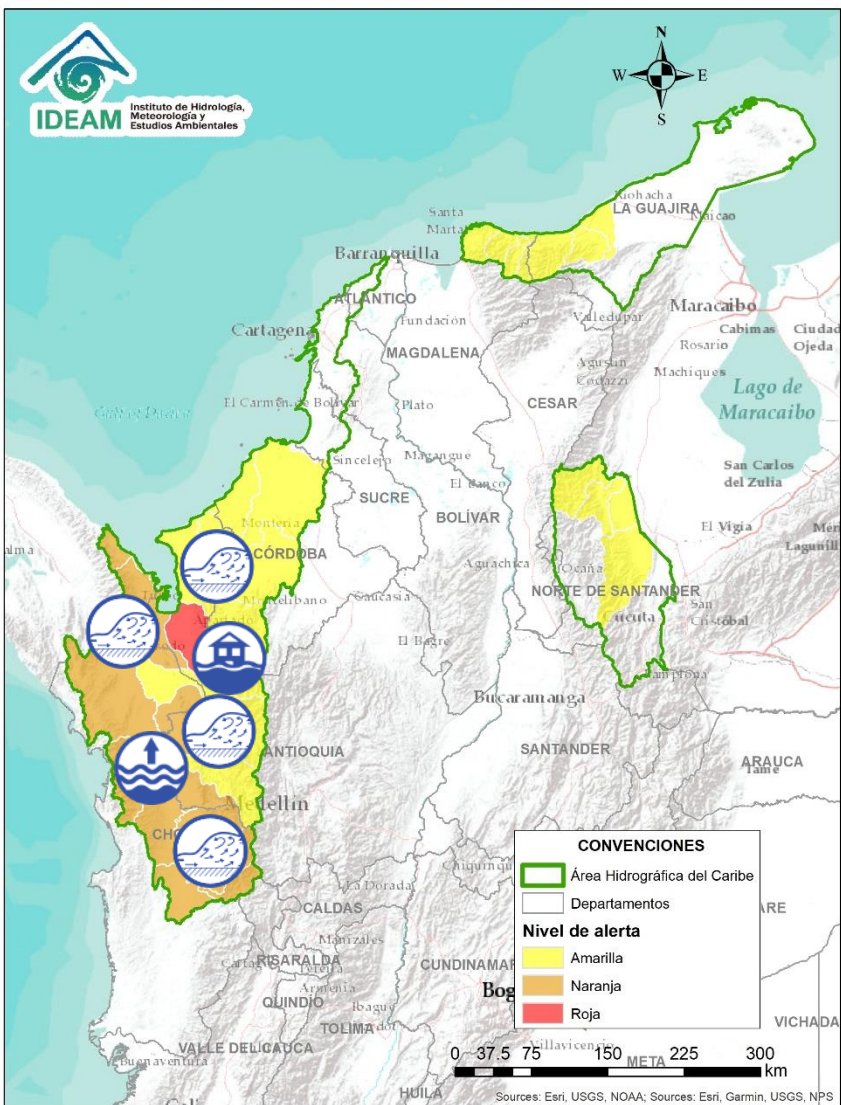 IDEAM
Instituto de Hidrología,
Meteorología y
Estudios Ambientales
N
W
E
S
Riohacha
LA GUAJIRA
Maicao
Santa
Marta
Barranquilla
ATLÁNTICO
Maracaibo
Cartagena
Fundación
Valledupar
Cabimas
Ciudad
Ojeda
MAGDALENA
Rosario
Machiques
Agustín
Codazzi
Lago de
Maracaibo
El Carmen de Bolívar
Plato
CESAR
Sincelejo
Magangue
San Carlos
del Zulia
El Banco
SUCRE
BOLÍVAR
Montería
El Vigía
CÓRDOBA
Aguachica
Ocaña
NORTE DE SANTANDER
Montelíbano
Caucasia
Cucuta
San
Cristóbal
Apartadó
El Bagre
Bucaramanga
ANTIOQUIA
SANTANDER
ARAUCA
Tame
Medellín
CONVENCIONES
Área Hidrográfica del Caribe
Departamentos
Nivel de alerta
Amarilla
Naranja
Roja
La Dorada
CALDAS
Manizales
RISARALDA
Pereira
Armenia
QUINDÍO
Ibagué
TOLIMA
VICHADA
VALLE DEL CAUCA
Buenaventura
Villavicencio
META
HUILA
0 37.5 75 150 225 300
km
Sources: Esri, USGS, NOAA; Sources: Esri, Garmin, USGS, NPS